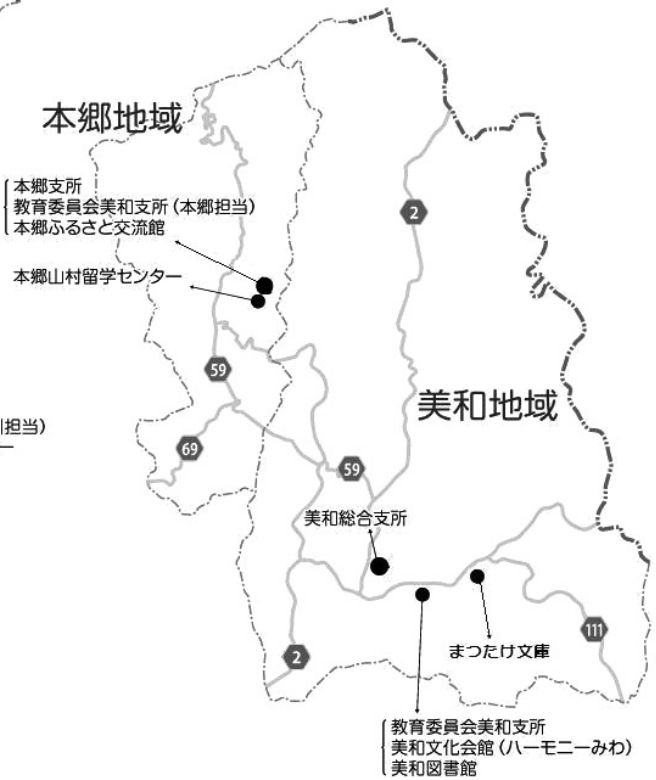 本郷地域
本郷支所
教育委員会美和支所(本郷担当)
本郷ふるさと交流館
本郷山村留学センター
2
59
美和地域
担当)
ー
69
59
美和総合支所
まつたけ文庫
111
2
教育委員会美和支所
美和文化会館(ハーモニーみわ)
美和図書館